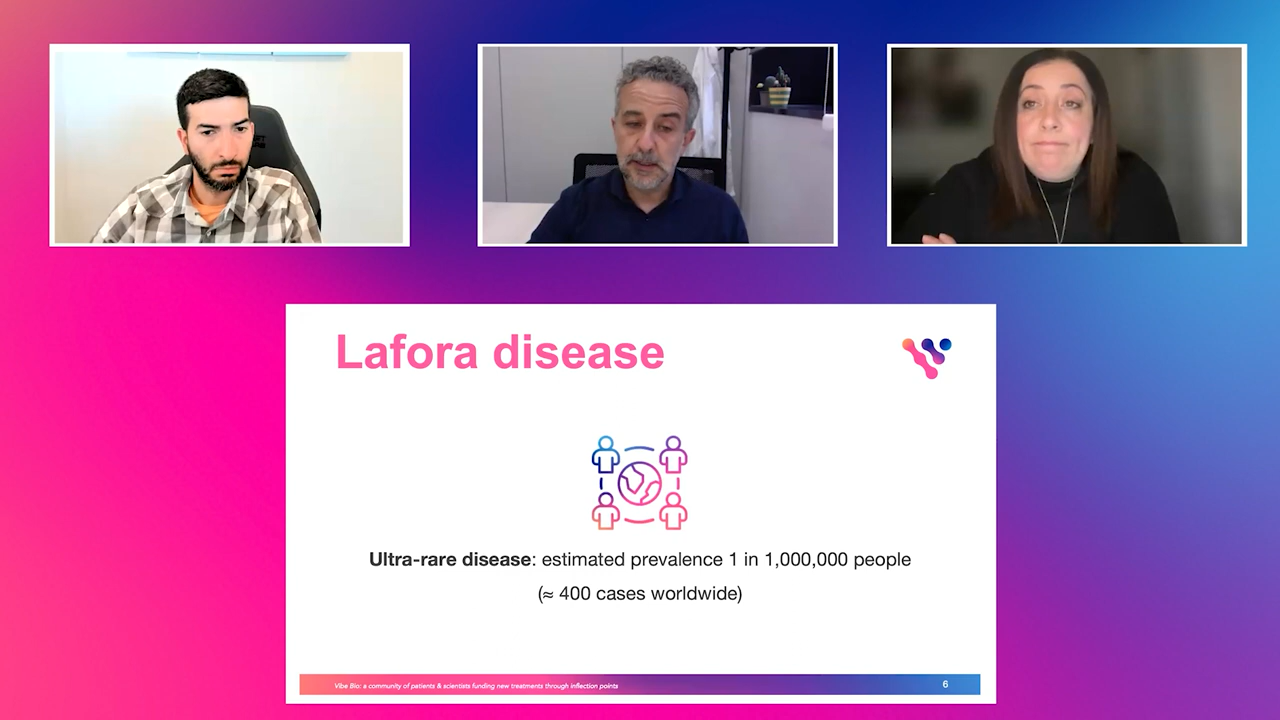 Lafora disease
Ultra-rare disease: estimated prevalence 1 in 1,000,000 people
(≈ 400 cases worldwide)
Vibe Bio: a community of patients & scientists funding new treatments through inflection points
6